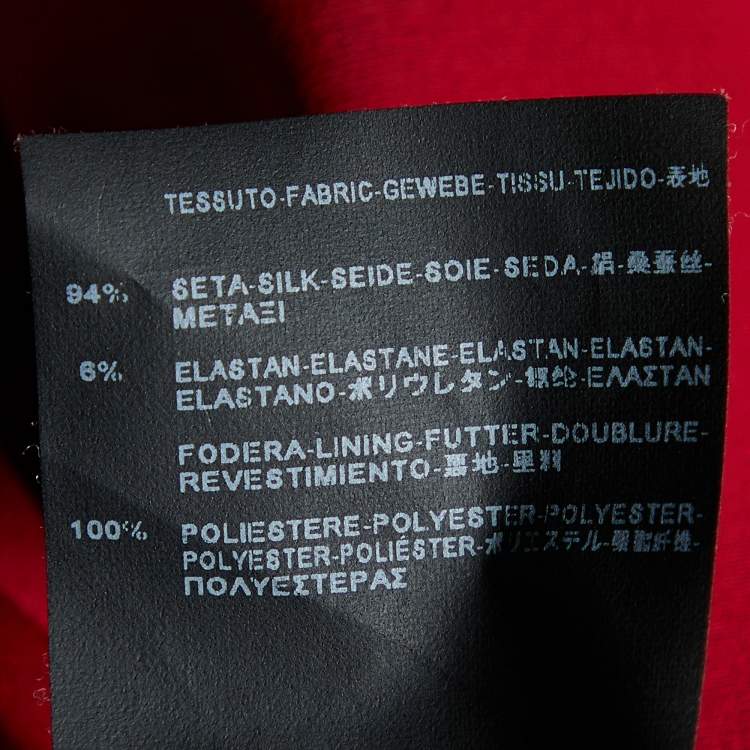 TESSUTO-FABRIC-GEWEBE-TISSU-TEJIDO-表地
94% SETA-SILK-SEIDE-SOIE-SEDA-絹-桑蚕丝-
ΜΕΤΑΞΙ
6% ELASTAN-ELASTANE-ELASTAN-ELASTAN-
ELASTANO-ポリウレタン-氨纶-ΕΛΑΣΤΑΝ
FODERA-LINING-FUTTER-DOUBLURE-
REVESTIMIENTO-裏地-里料
100% POLIESTERE-POLYESTER-POLYESTER-
POLYESTER-POLIÉSTER-ポリエステル-聚酯纤维-
ΠΟΛΥΕΣΤΕΡΑΣ